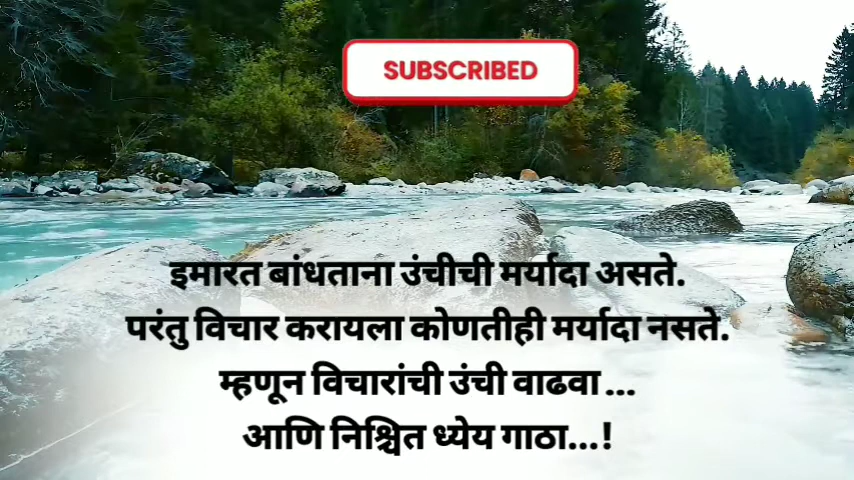 SUBSCRIBED
इमारत बांधताना उंचीची मर्यादा असते.
परंतु विचार करायला कोणतीही मर्यादा नसते.
म्हणून विचारांची उंची वाढवा...
आणि निश्चित ध्येय गाठा...!